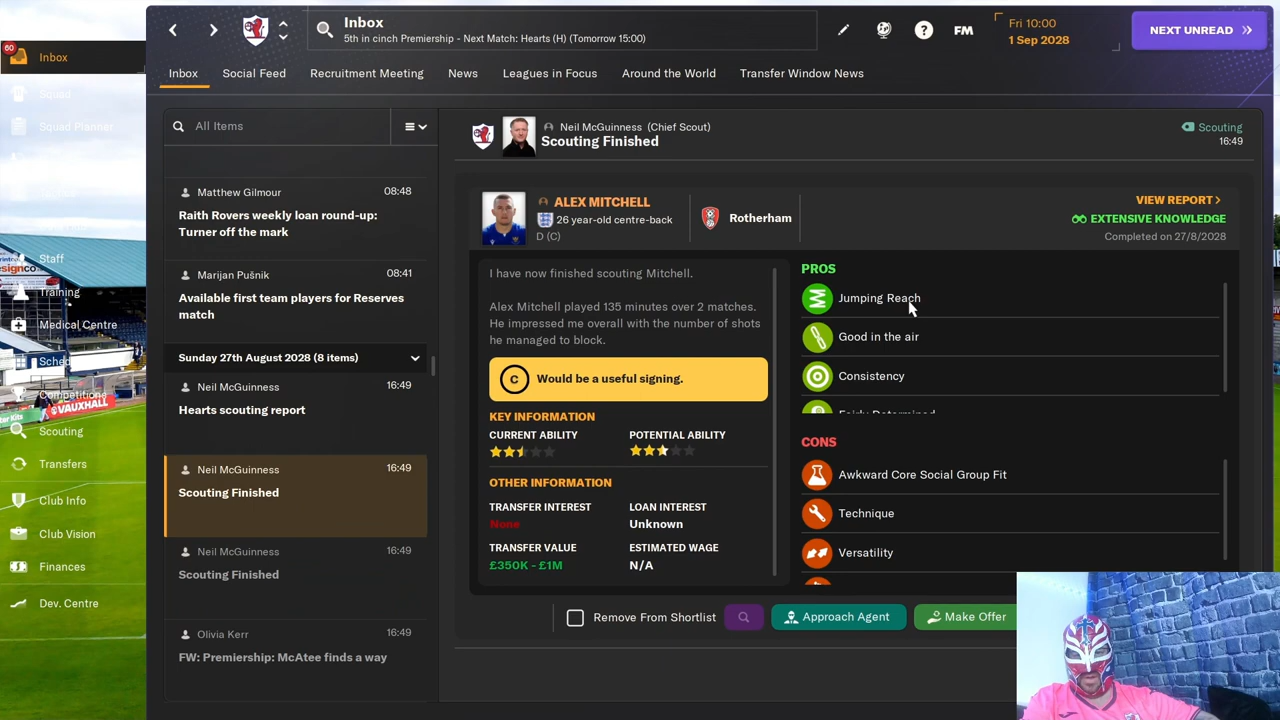 Inbox
5th in cinch Premiership - Next Match: Hearts (H) (Tomorrow 15:00)
FM
Fri 10:00
1 Sep 2028
NEXT UNREAD
60
Inbox
Squad
Squad Planner
Staff
Training
Medical Centre
Sched
Competitions
VAUXHALL
Scouting
Transfers
Club Info
Club Vision
Finances
Dev. Centre
Inbox
Social Feed
Recruitment Meeting
News
Leagues in Focus
Around the World
Transfer Window News
All Items
Matthew Gilmour
08:48
Raith Rovers weekly loan round-up:
Turner off the mark
Marijan Pušnik
08:41
Available first team players for Reserves
match
Sunday 27th August 2028 (8 items)
Neil McGuinness
16:49
Hearts scouting report
Neil McGuinness
16:49
Scouting Finished
Neil McGuinness
16:49
Scouting Finished
Olivia Kerr
16:49
FW: Premiership: McAtee finds a way
Neil McGuinness (Chief Scout)
Scouting Finished
Scouting
16:49
ALEX MITCHELL
26 year-old centre-back
D (C)
Rotherham
VIEW REPORT >
EXTENSIVE KNOWLEDGE
Completed on 27/8/2028
I have now finished scouting Mitchell.
Alex Mitchell played 135 minutes over 2 matches.
He impressed me overall with the number of shots
he managed to block.
C
Would be a useful signing.
KEY INFORMATION
CURRENT ABILITY
POTENTIAL ABILITY
OTHER INFORMATION
TRANSFER INTEREST
LOAN INTEREST
None
Unknown
TRANSFER VALUE
ESTIMATED WAGE
£350K - £1M
N/A
PROS
Jumping Reach
Good in the air
Consistency
Fairly Determined
CONS
Awkward Core Social Group Fit
Technique
Versatility
Remove From Shortlist
Approach Agent
Make Offer